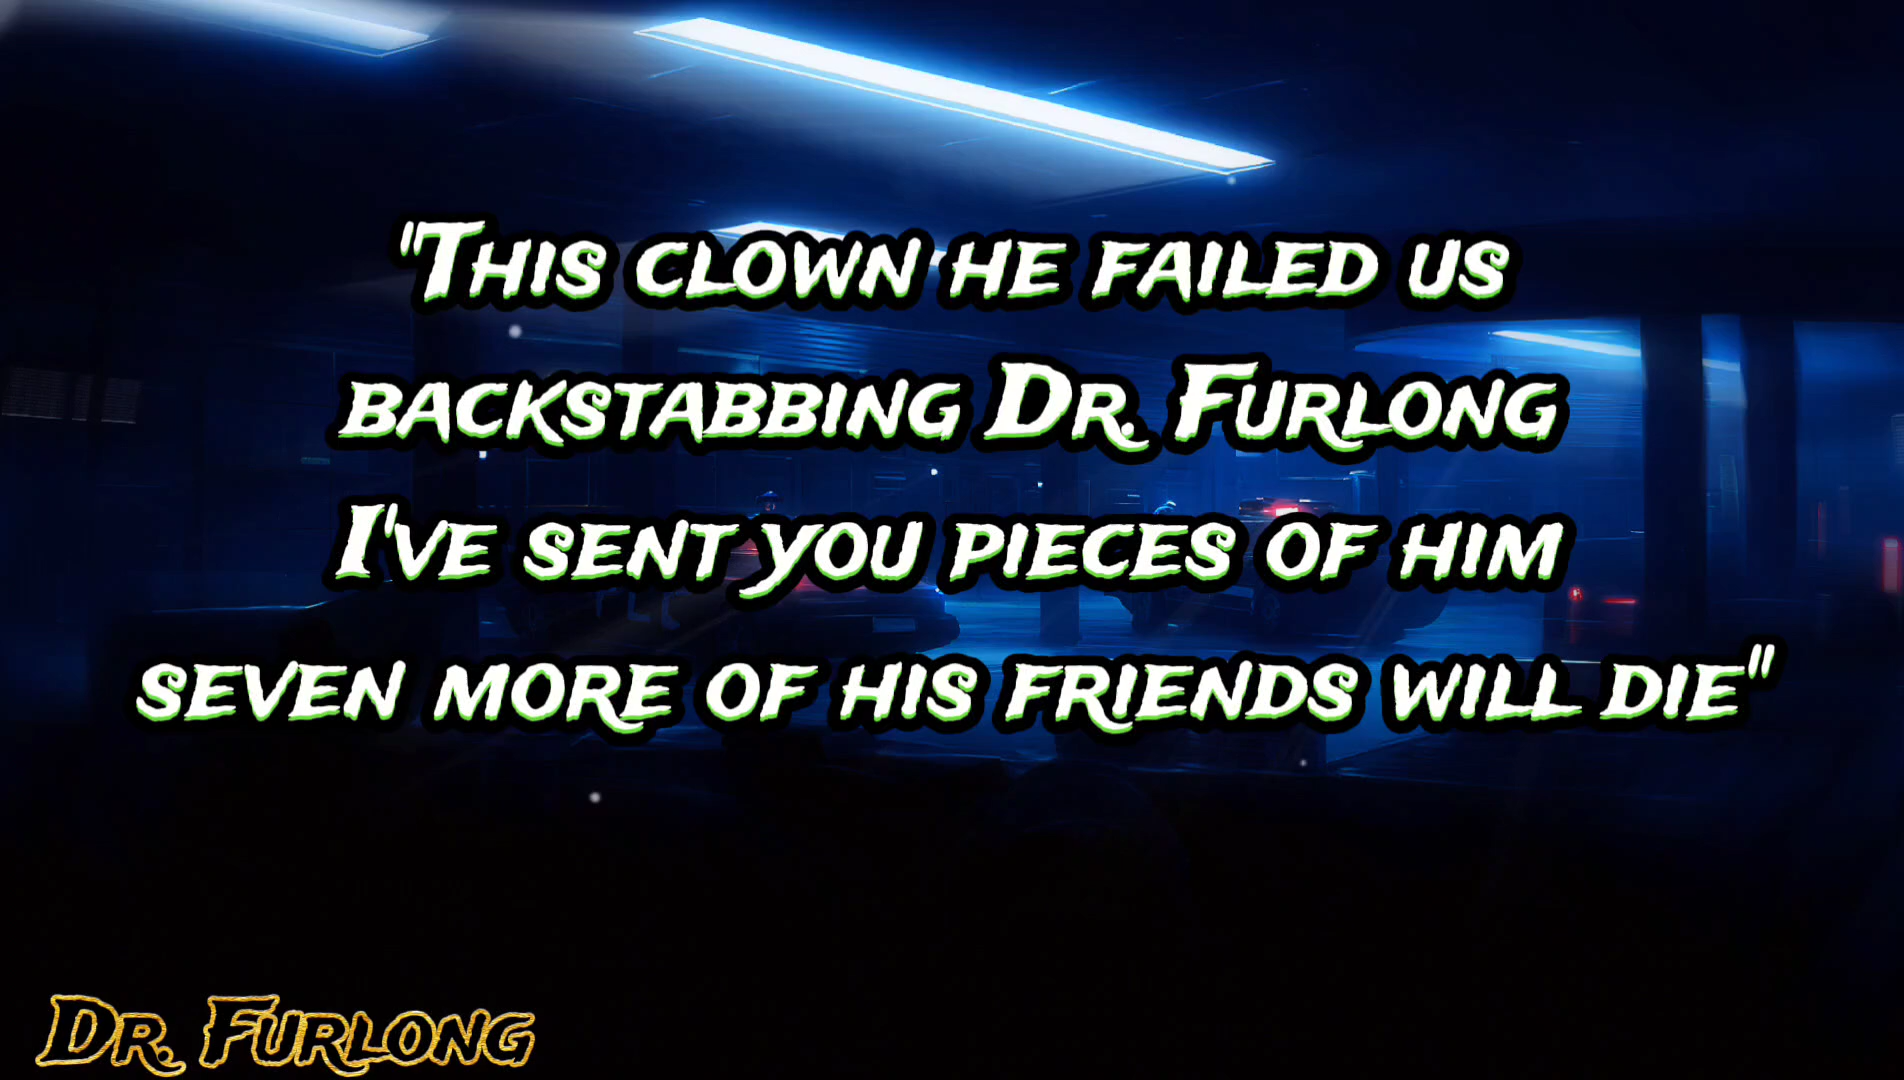 "This clown he failed us
backstabbing Dr. Furlong
I've sent you pieces of him
seven more of his friends will die"
Dr. Furlong